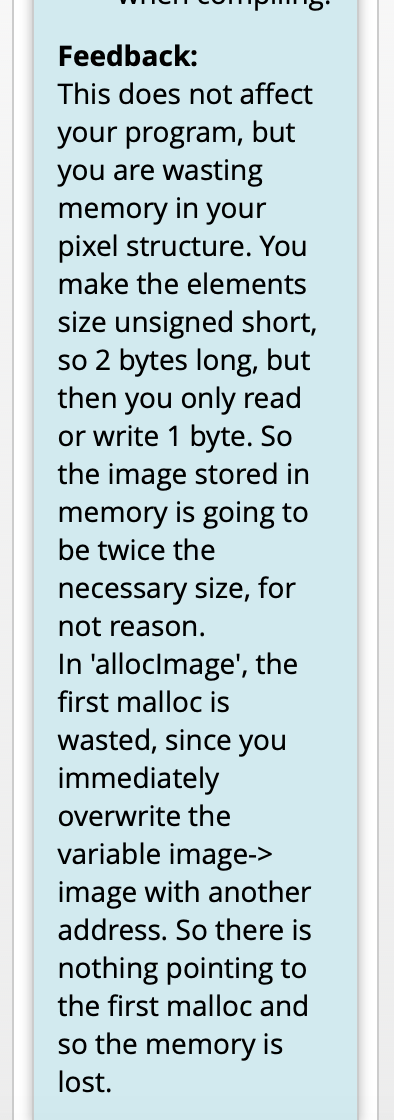 when compiling.
Feedback:
This does not affect
your program, but
you are wasting
memory in your
pixel structure. You
make the elements
size unsigned short,
so 2 bytes long, but
then you only read
or write 1 byte. So
the image stored in
memory is going to
be twice the
necessary size, for
not reason.
In 'allocImage', the
first malloc is
wasted, since you
immediately
overwrite the
variable image->
image with another
address. So there is
nothing pointing to
the first malloc and
so the memory is
lost.